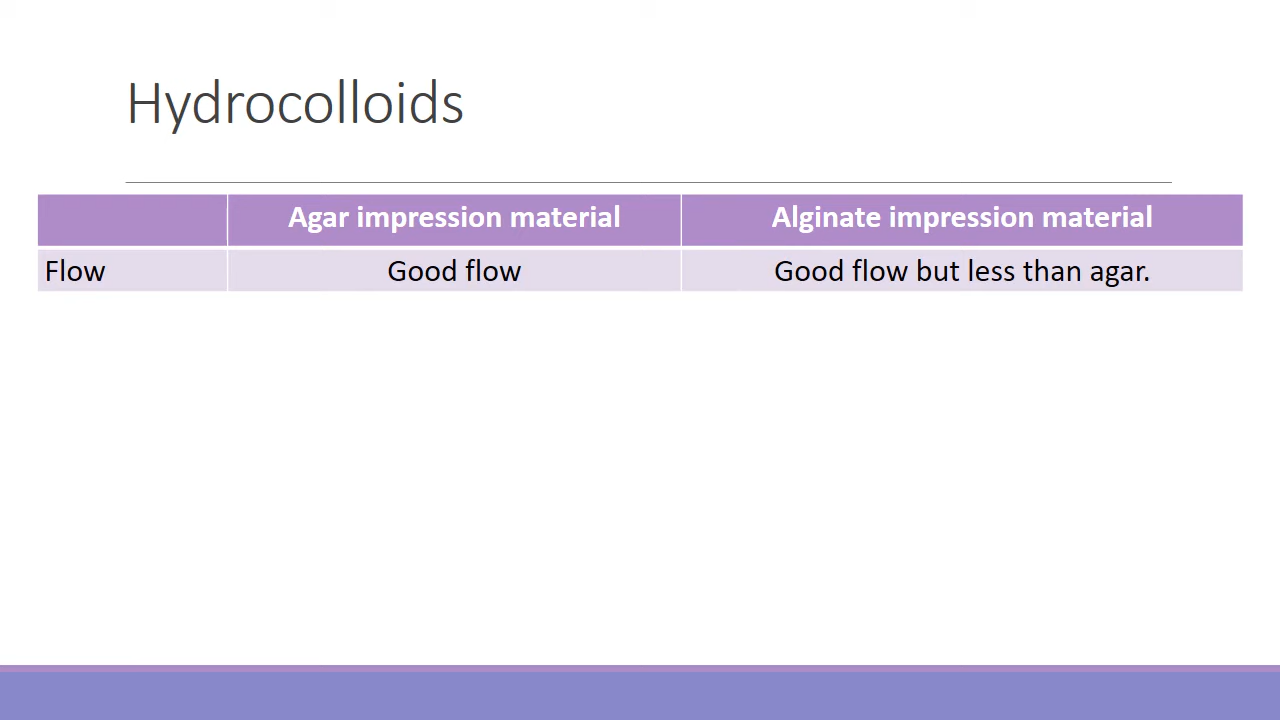 Hydrocolloids
Agar impression material Alginate impression material
Flow Good flow Good flow but less than agar.